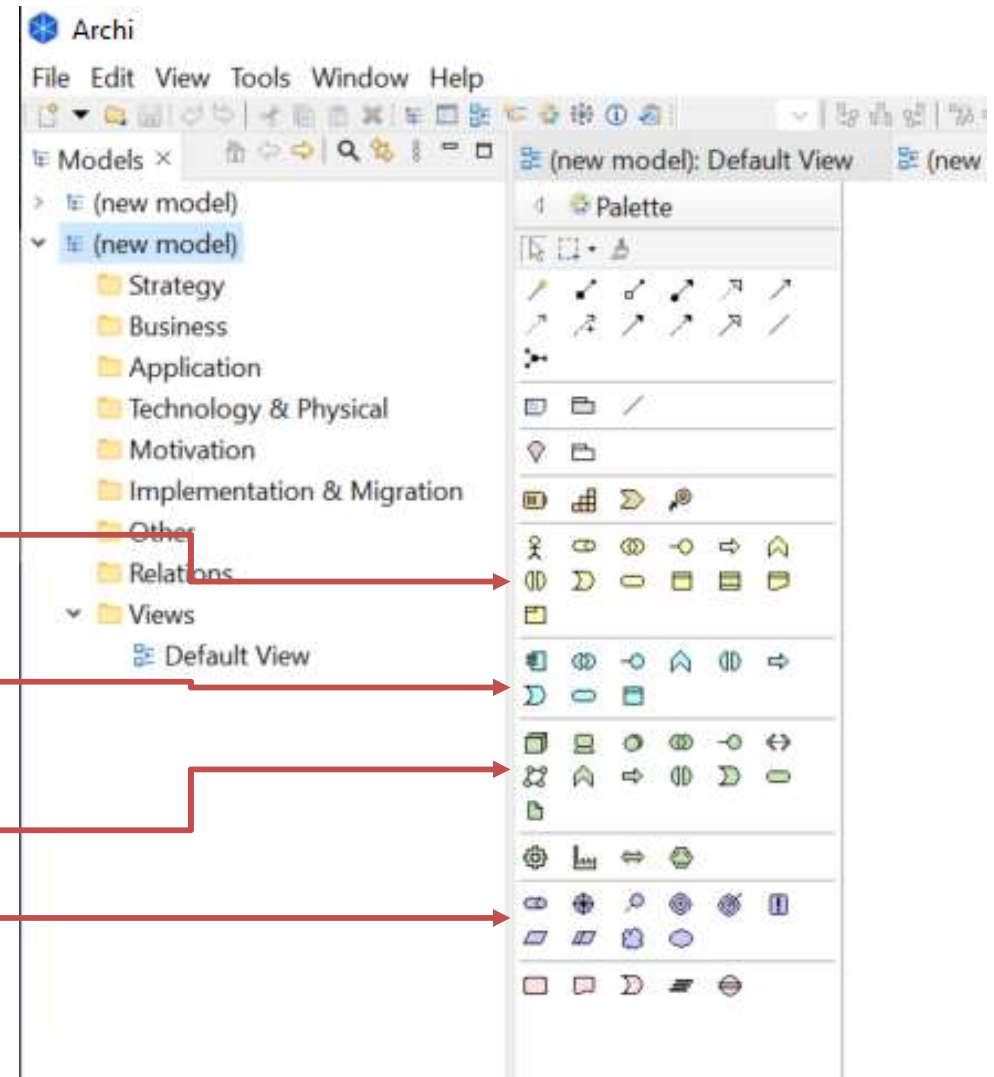 Archi
File Edit View Tools Window Help
Models
(new model): Default View
(new
(new model)
(new model)
Strategy
Business
Application
Technology & Physical
Motivation
Implementation & Migration
Other
Relations
Views
Default View
Palette